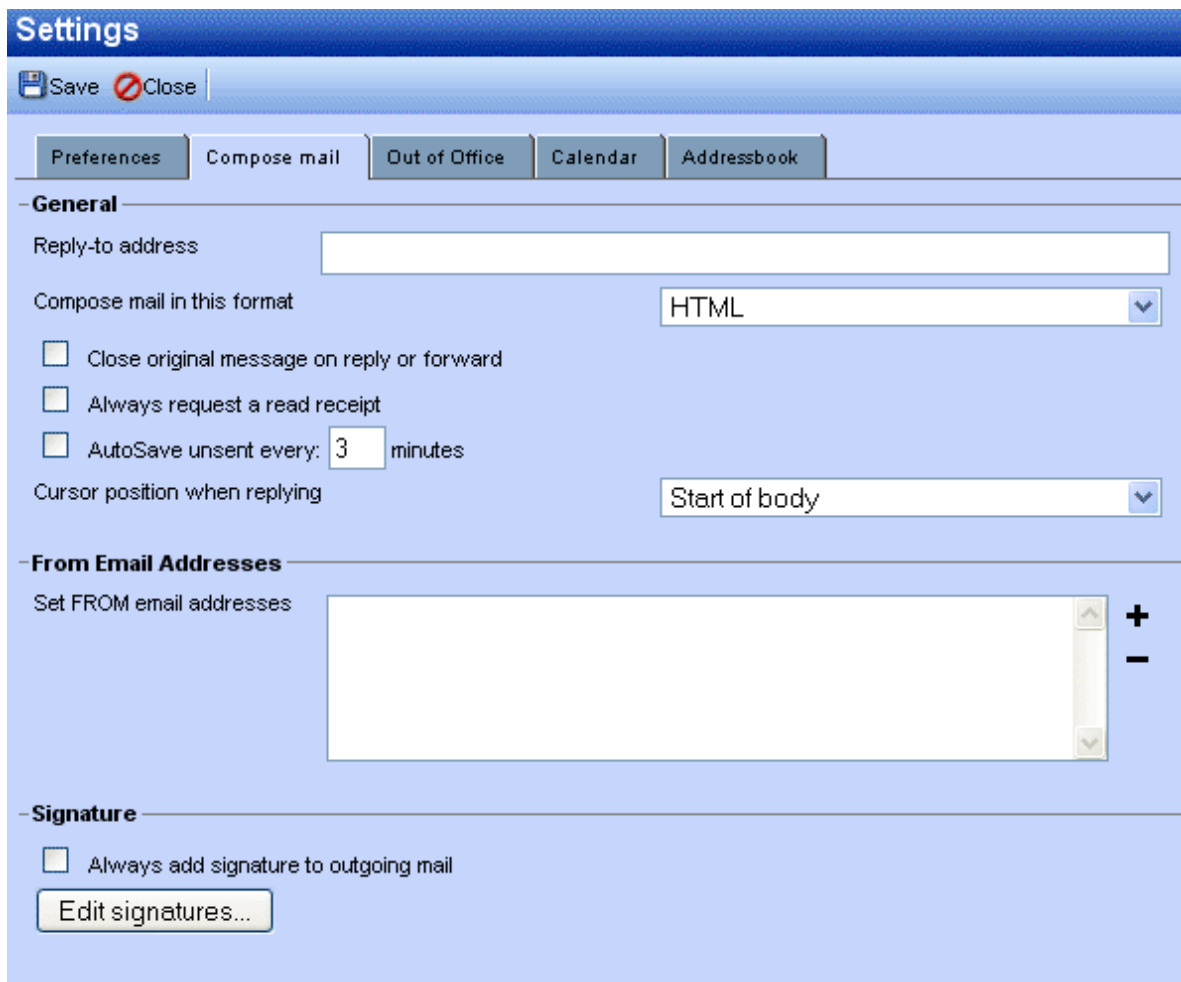 Settings
Save Close
Preferences Compose mail Out of Office Calendar Addressbook
General
Reply-to address
Compose mail in this format HTML
Close original message on reply or forward
Always request a read receipt
AutoSave unsent every: 3 minutes
Cursor position when replying Start of body
From Email Addresses
Set FROM email addresses
Signature
Always add signature to outgoing mail
Edit signatures...